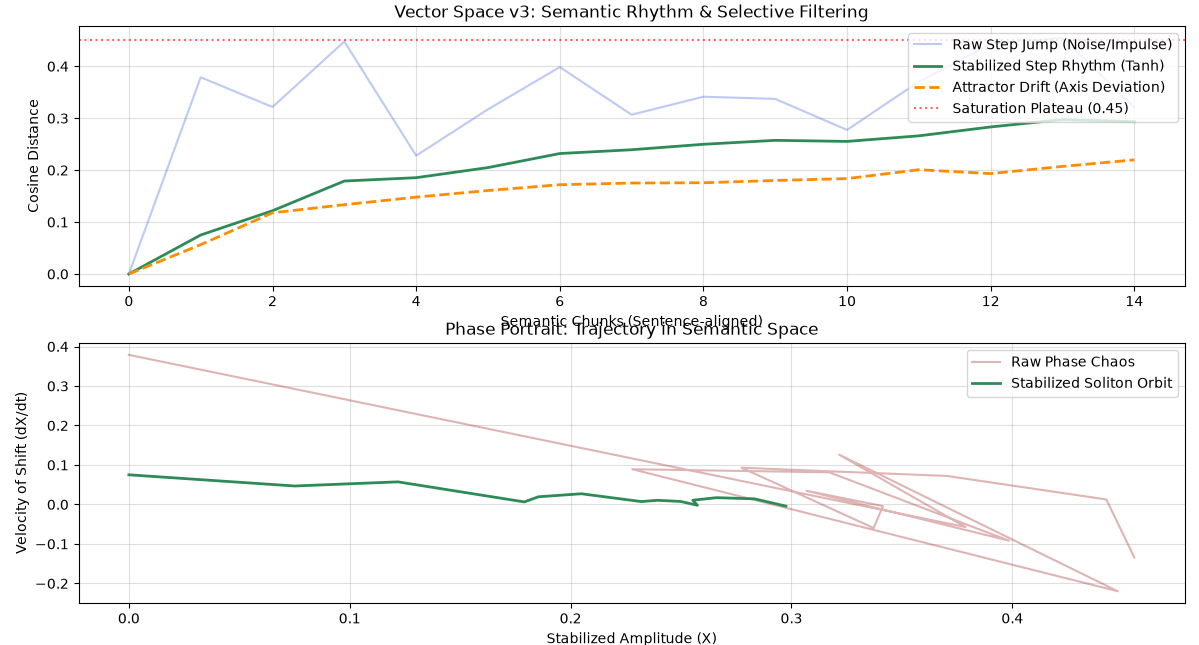 Vector Space v3: Semantic Rhythm & Selective Filtering
Raw Step Jump (Noise/Impulse)
Stabilized Step Rhythm (Tanh)
Attractor Drift (Axis Deviation)
Saturation Plateau (0.45)
Cosine Distance
0.4
0.3
0.2
0.1
0.0
0 2 4 6 8 10 12 14
Semantic Chunks (Sentence-aligned)
Phase Portrait: Trajectory in Semantic Space
Raw Phase Chaos
Stabilized Soliton Orbit
Velocity of Shift (dX/dt)
0.4
0.3
0.2
0.1
0.0
−0.1
−0.2
0.0 0.1 0.2 0.3 0.4
Stabilized Amplitude (X)